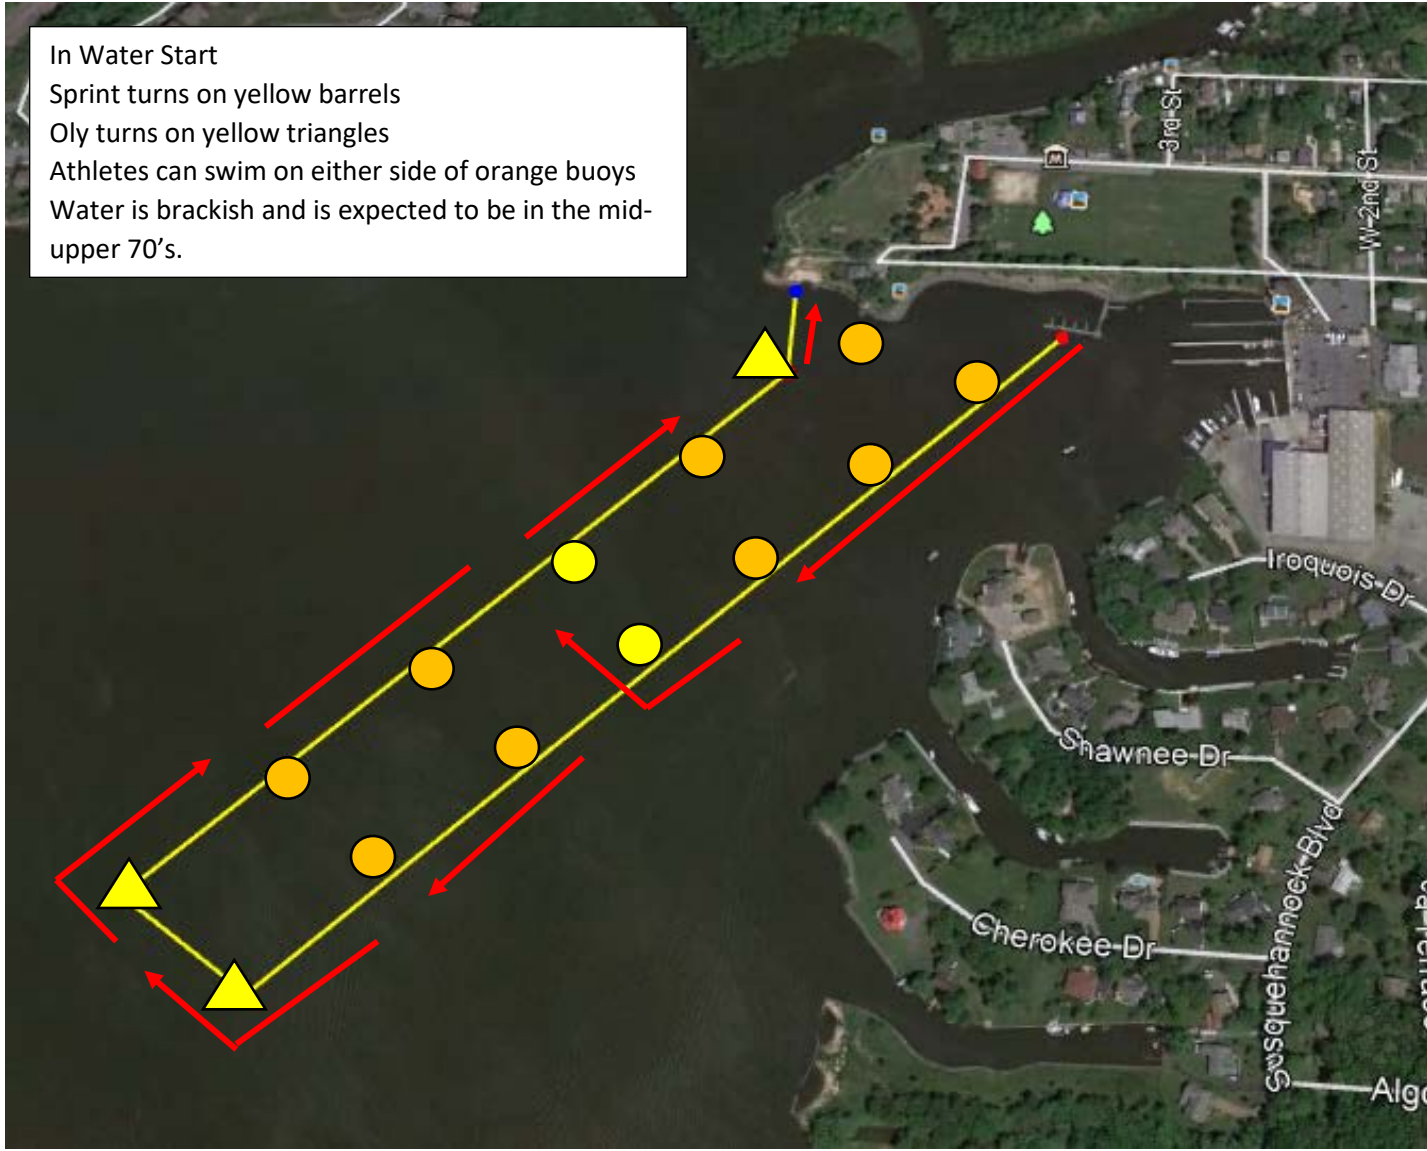 In Water Start
Sprint turns on yellow barrels
Oly turns on yellow triangles
Athletes can swim on either side of orange buoys
Water is brackish and is expected to be in the mid-
upper 70's.
3rd St
W 2nd St
Iroquois Dr
Shawnee Dr
Cherokee Dr
Susquehannock Blvd
Algo